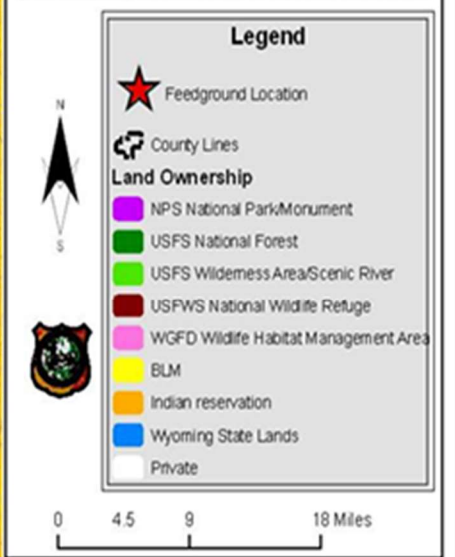 Legend
Feedground Location
N
County Lines
Land Ownership
NPS National Park/Monument
S
USFS National Forest
USFS Wilderness Area/Scenic River
USFWS National Wildlife Refuge
WGFD Wildlife Habitat Management Area
BLM
Indian reservation
Wyoming State Lands
Private
0 4.5 9 18 Miles